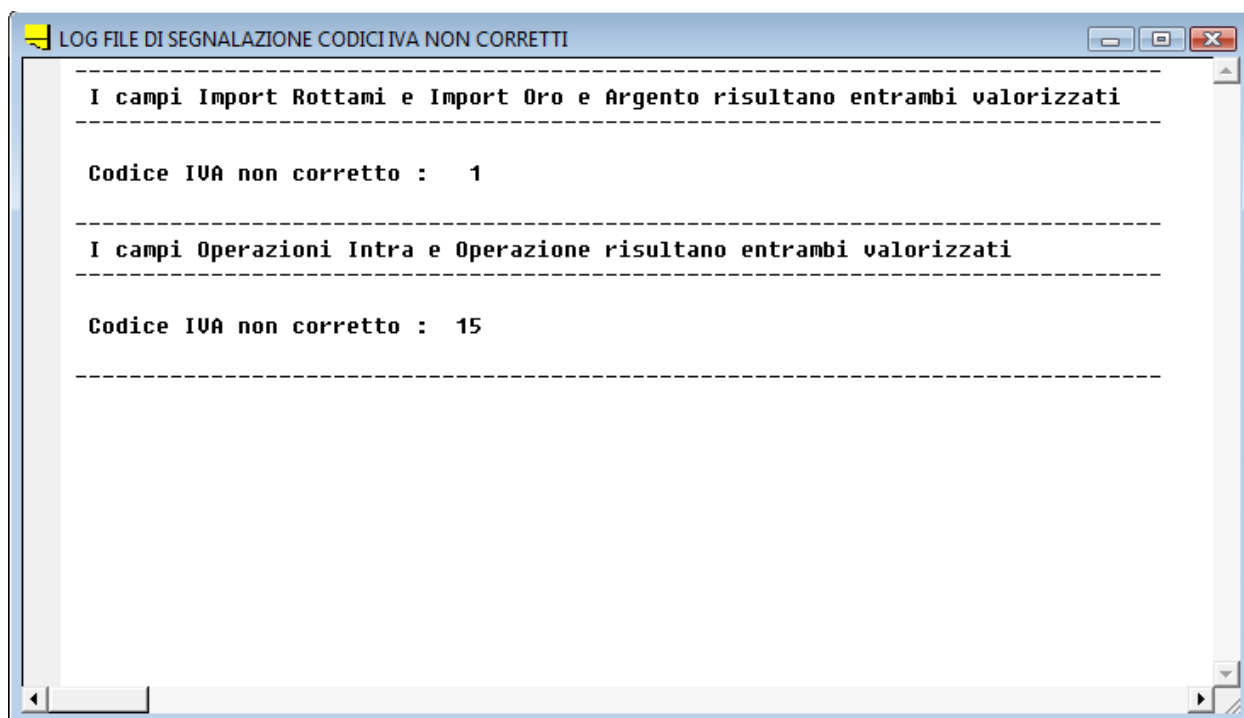 LOG FILE DI SEGNALAZIONE CODICI IVA NON CORRETTI
--------------------------------------------------------------------------------
I campi Import Rottami e Import Oro e Argento risultano entrambi valorizzati
--------------------------------------------------------------------------------
Codice IVA non corretto :   1
--------------------------------------------------------------------------------
I campi Operazioni Intra e Operazione risultano entrambi valorizzati
--------------------------------------------------------------------------------
Codice IVA non corretto :  15
--------------------------------------------------------------------------------